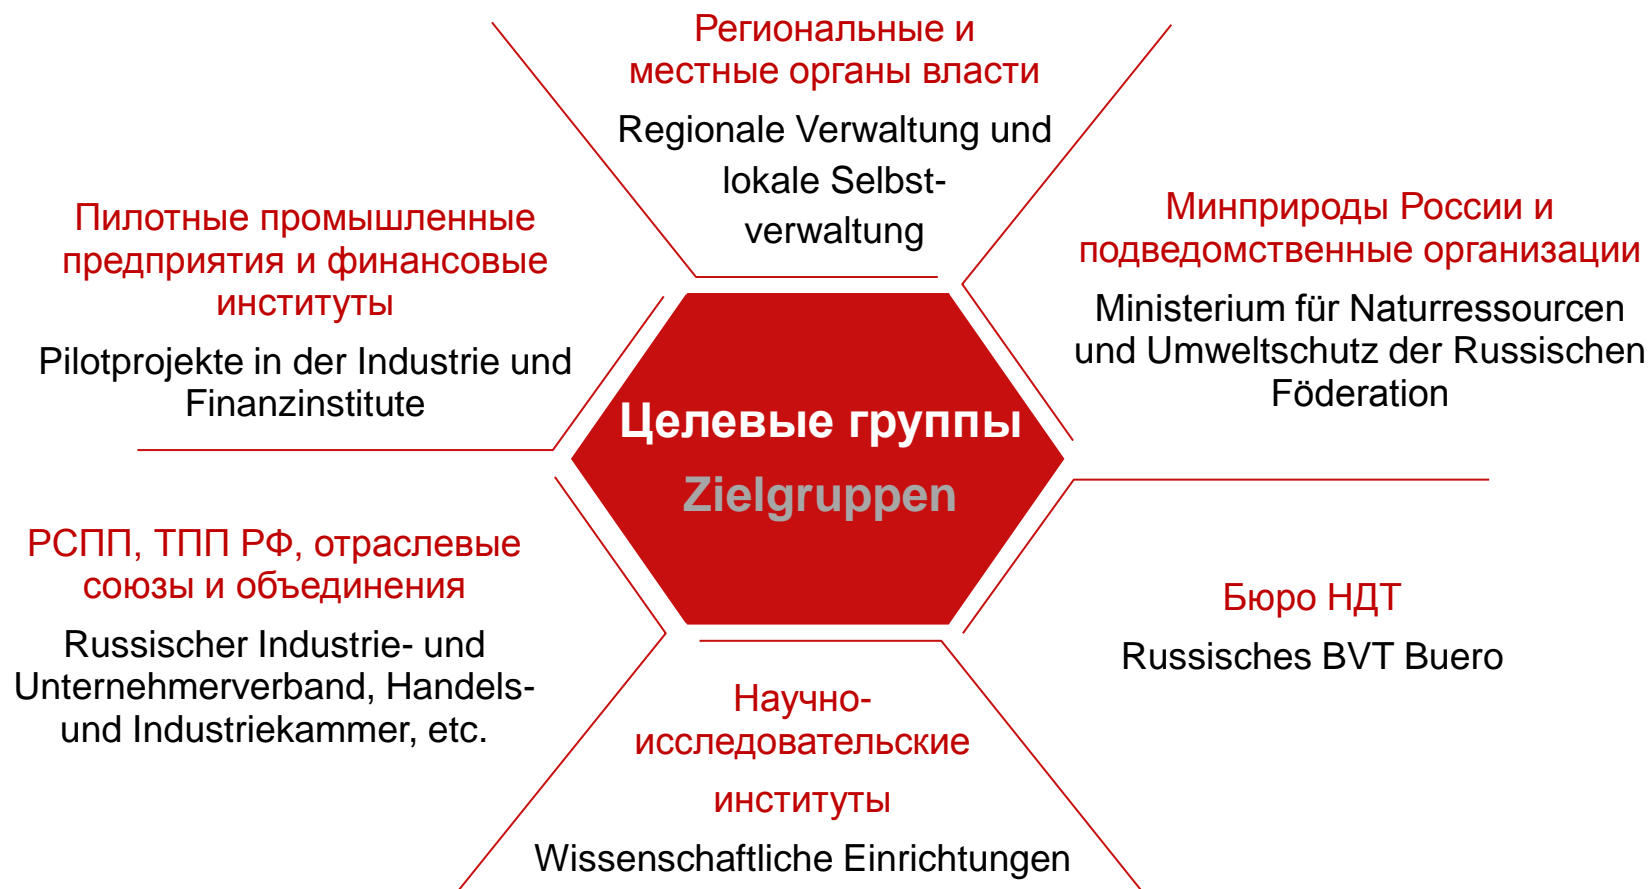 Региональные и
местные органы власти
Regionale Verwaltung und
lokale Selbst-
verwaltung
Пилотные промышленные
предприятия и финансовые
институты
Pilotprojekte in der Industrie und
Finanzinstitute
Минприроды России и
подведомственные организации
Ministerium für Naturressourcen
und Umweltschutz der Russischen
Föderation
Целевые группы
Zielgruppen
РСПП, ТПП РФ, отраслевые
союзы и объединения
Russischer Industrie- und
Unternehmerverband, Handels-
und Industriekammer, etc.
Бюро НДТ
Russisches BVT Buero
Научно-
исследовательские
институты
Wissenschaftliche Einrichtungen